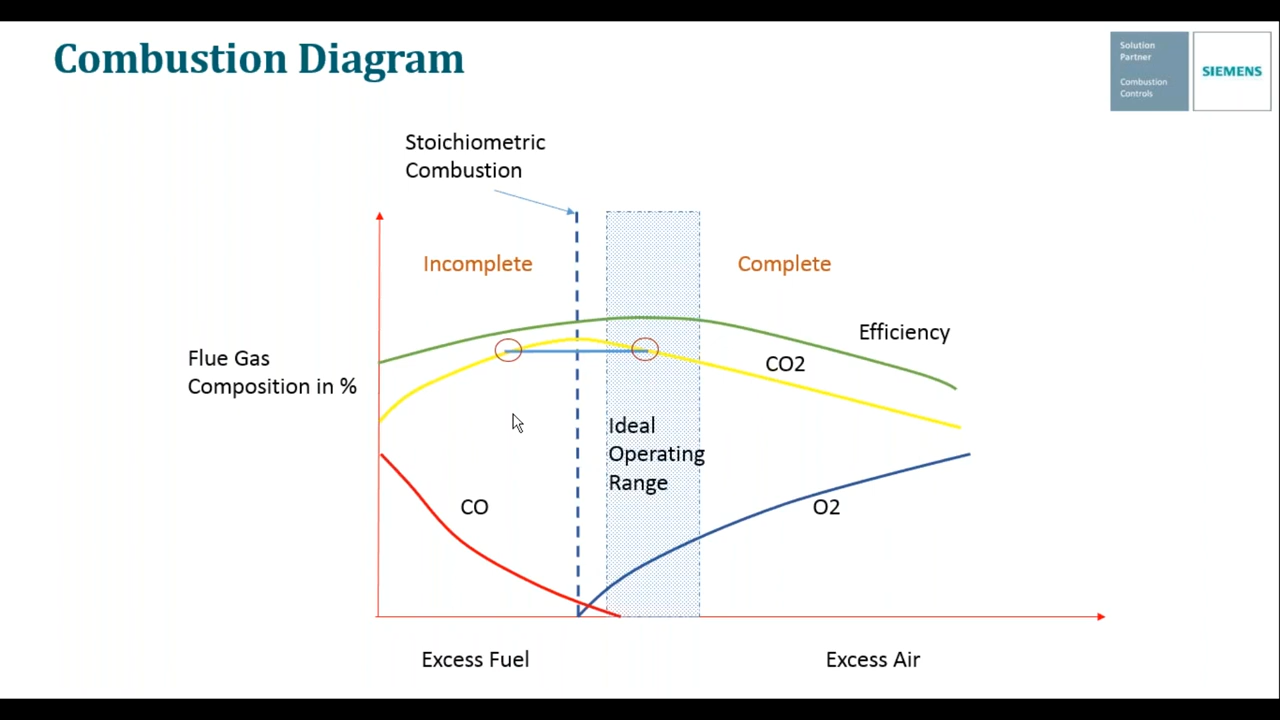 Combustion Diagram
Solution
Partner
Combustion
Controls
SIEMENS
Stoichiometric
Combustion
Incomplete
Complete
Efficiency
Flue Gas
Composition in %
CO2
Ideal
Operating
Range
CO
O2
Excess Fuel
Excess Air